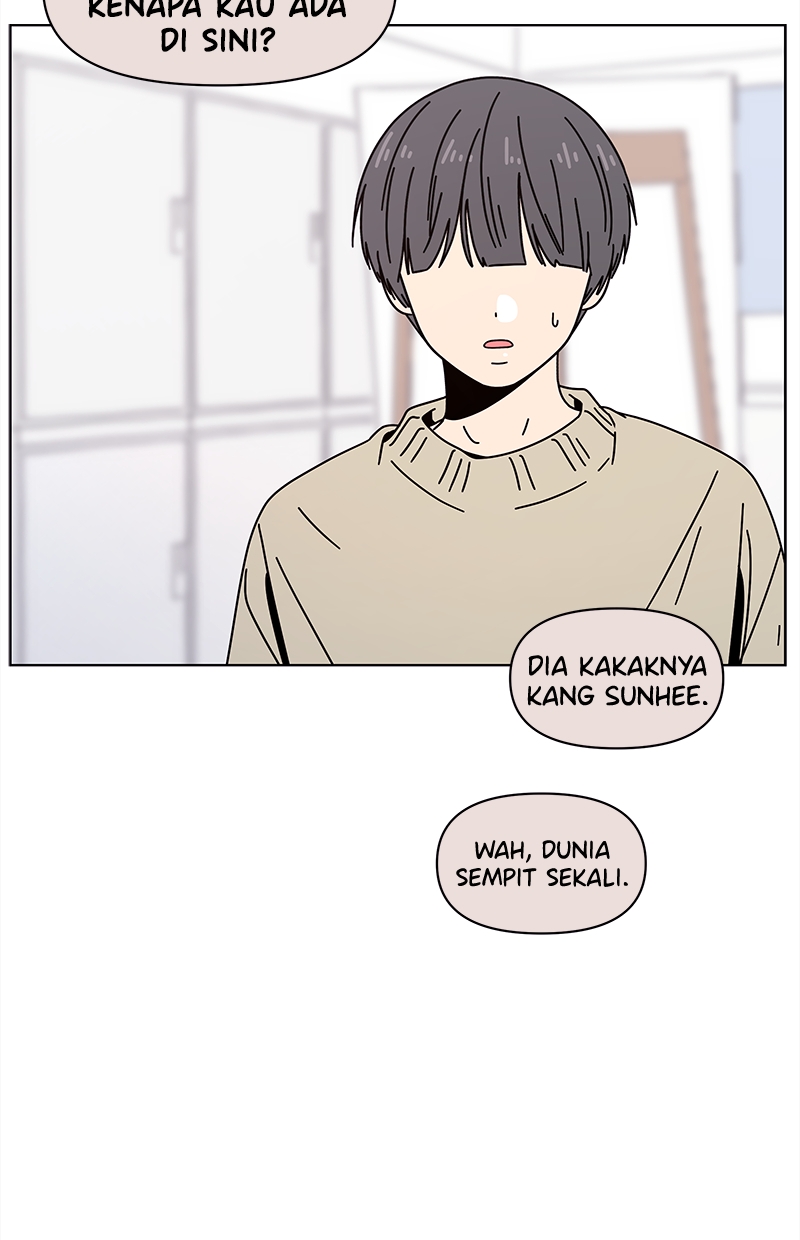 KENAPA KAU ADA
DI SINI?
DIA KAKAKNYA
KANG SUNHEE.
WAH, DUNIA
SEMPIT SEKALI.